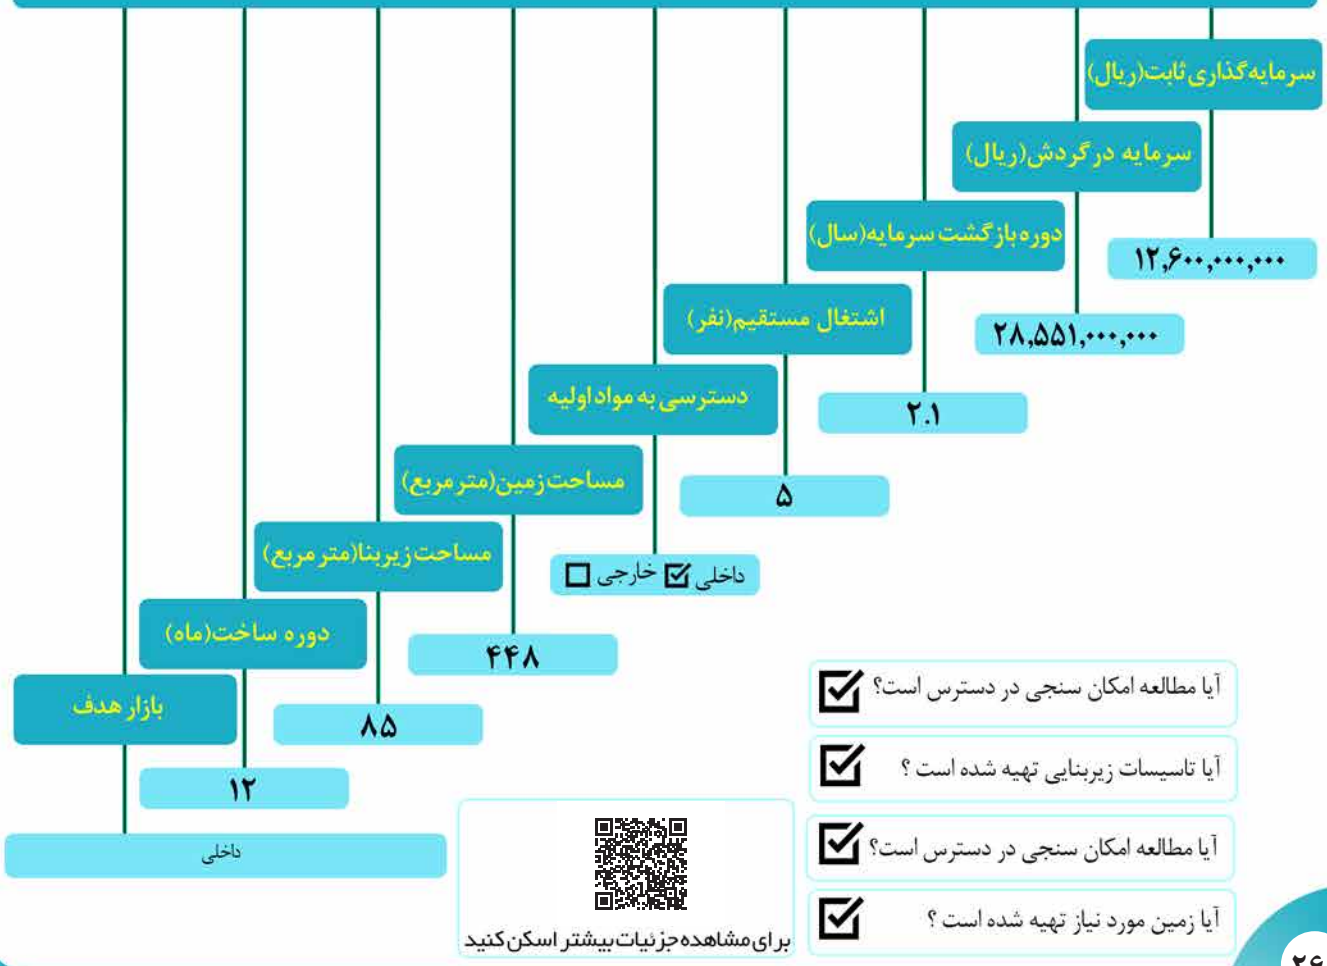 سرمایه‌گذاری ثابت(ریال)
۱۲,۶۰۰,۰۰۰,۰۰۰
سرمایه در گردش(ریال)
۲۸,۵۵۱,۰۰۰,۰۰۰
دوره بازگشت سرمایه(سال)
۲.۱
اشتغال مستقیم(نفر)
۵
دسترسی به مواد اولیه
داخلی ☑ خارجی ☐
مساحت زمین(متر مربع)
۴۴۸
مساحت زیربنا(متر مربع)
۸۵
دوره ساخت(ماه)
۱۲
بازار هدف
داخلی
آیا مطالعه امکان سنجی در دسترس است؟ ☑
آیا تاسیسات زیربنایی تهیه شده است ؟ ☑
آیا مطالعه امکان سنجی در دسترس است؟ ☑
آیا زمین مورد نیاز تهیه شده است ؟ ☑
برای مشاهده جزئیات بیشتر اسکن کنید
۲۶